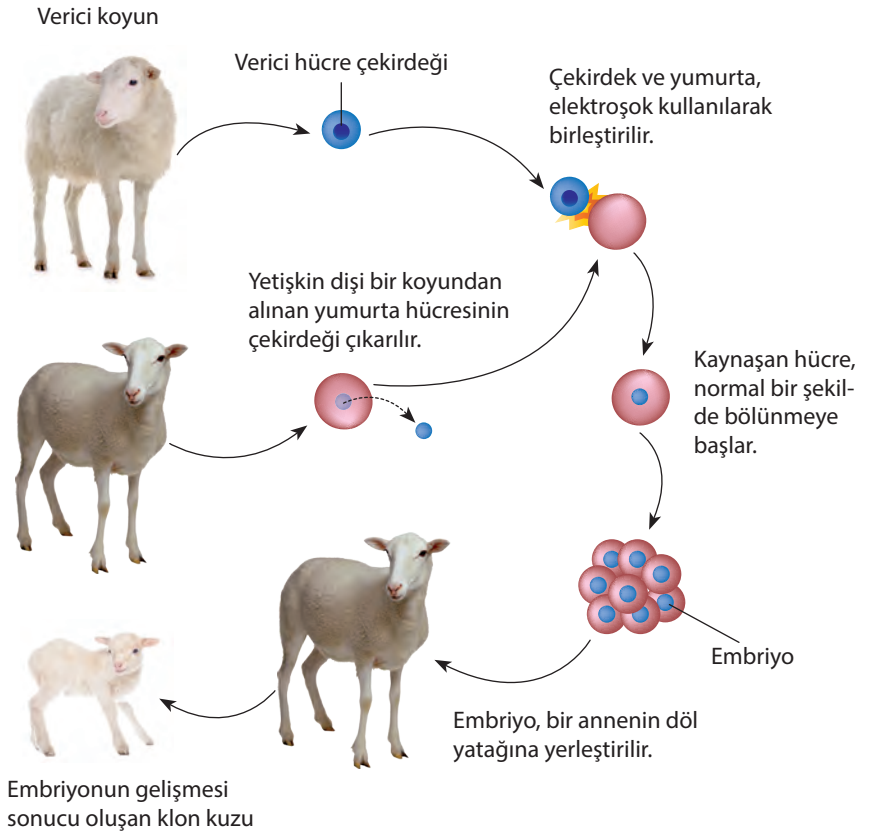 Verici koyun
Verici hücre çekirdeği
Çekirdek ve yumurta,
elektroşok kullanılarak
birleştirilir.
Yetişkin dişi bir koyundan
alınan yumurta hücresinin
çekirdeği çıkarılır.
Kaynaşan hücre,
normal bir şekil-
de bölünmeye
başlar.
Embriyo
Embriyo, bir annenin döl
yatağına yerleştirilir.
Embriyonun gelişmesi
sonucu oluşan klon kuzu